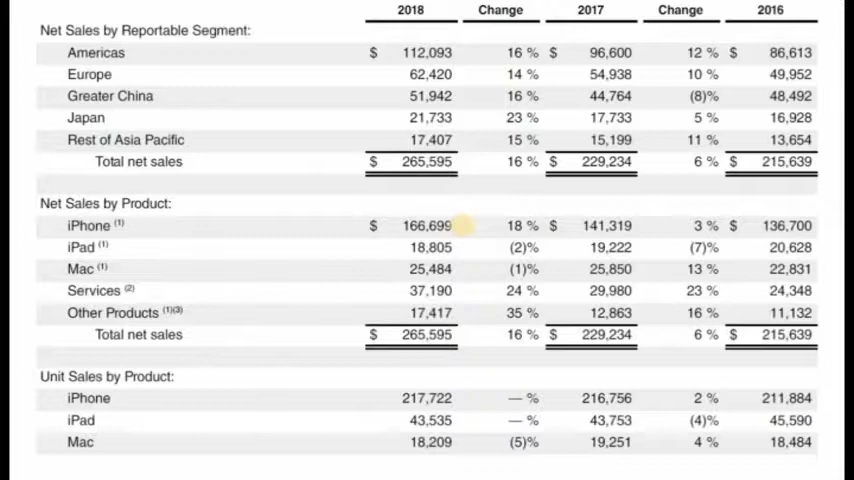 2018 Change 2017 Change 2016
Net Sales by Reportable Segment:
Americas $ 112,093 16 % $ 96,600 12 % $ 86,613
Europe 62,420 14 % 54,938 10 % 49,952
Greater China 51,942 16 % 44,764 (8)% 48,492
Japan 21,733 23 % 17,733 5 % 16,928
Rest of Asia Pacific 17,407 15 % 15,199 11 % 13,654
Total net sales $ 265,595 16 % $ 229,234 6 % $ 215,639
Net Sales by Product:
iPhone (1) $ 166,699 18 % $ 141,319 3 % $ 136,700
iPad (1) 18,805 (2)% 19,222 (7)% 20,628
Mac (1) 25,484 (1)% 25,850 13 % 22,831
Services (2) 37,190 24 % 29,980 23 % 24,348
Other Products (1)(3) 17,417 35 % 12,863 16 % 11,132
Total net sales $ 265,595 16 % $ 229,234 6 % $ 215,639
Unit Sales by Product:
iPhone 217,722 — % 216,756 2 % 211,884
iPad 43,535 — % 43,753 (4)% 45,590
Mac 18,209 (5)% 19,251 4 % 18,484